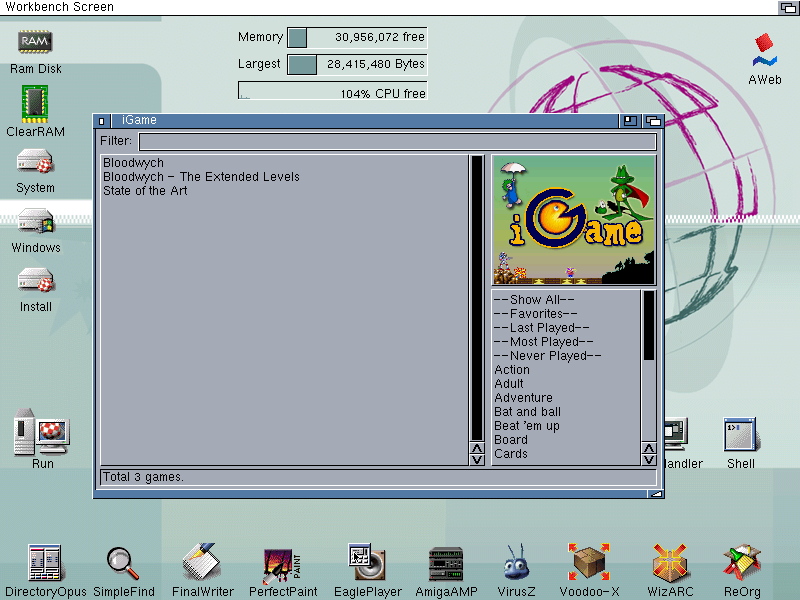 Workbench Screen
Memory 30,956,072 free
Largest 28,415,480 Bytes
104% CPU free
RAM
Ram Disk
ClearRAM
System
Windows
Install
Run
AWeb
iGame
Filter:
Bloodwych
Bloodwych - The Extended Levels
State of the Art
iGame
--Show All--
--Favorites--
--Last Played--
--Most Played--
--Never Played--
Action
Adult
Adventure
Bat and ball
Beat 'em up
Board
Cards
Total 3 games.
andler
1>
Shell
PAINT
DirectoryOpus
SimpleFind
FinalWriter
PerfectPaint
EaglePlayer
AmigaAMP
VirusZ
Voodoo-X
WizARC
ReOrg